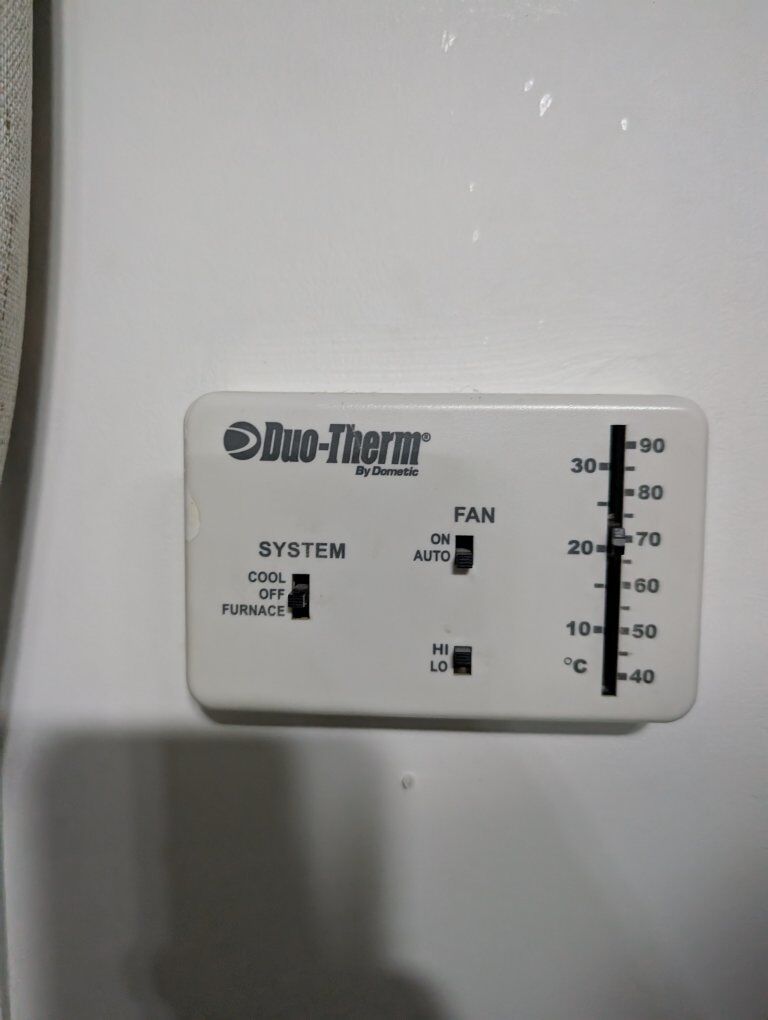 Duo-Therm®
By Dometic
SYSTEM
COOL
OFF
FURNACE
FAN
ON
AUTO
HI
LO
30
20
10
°C
90
80
70
60
50
40